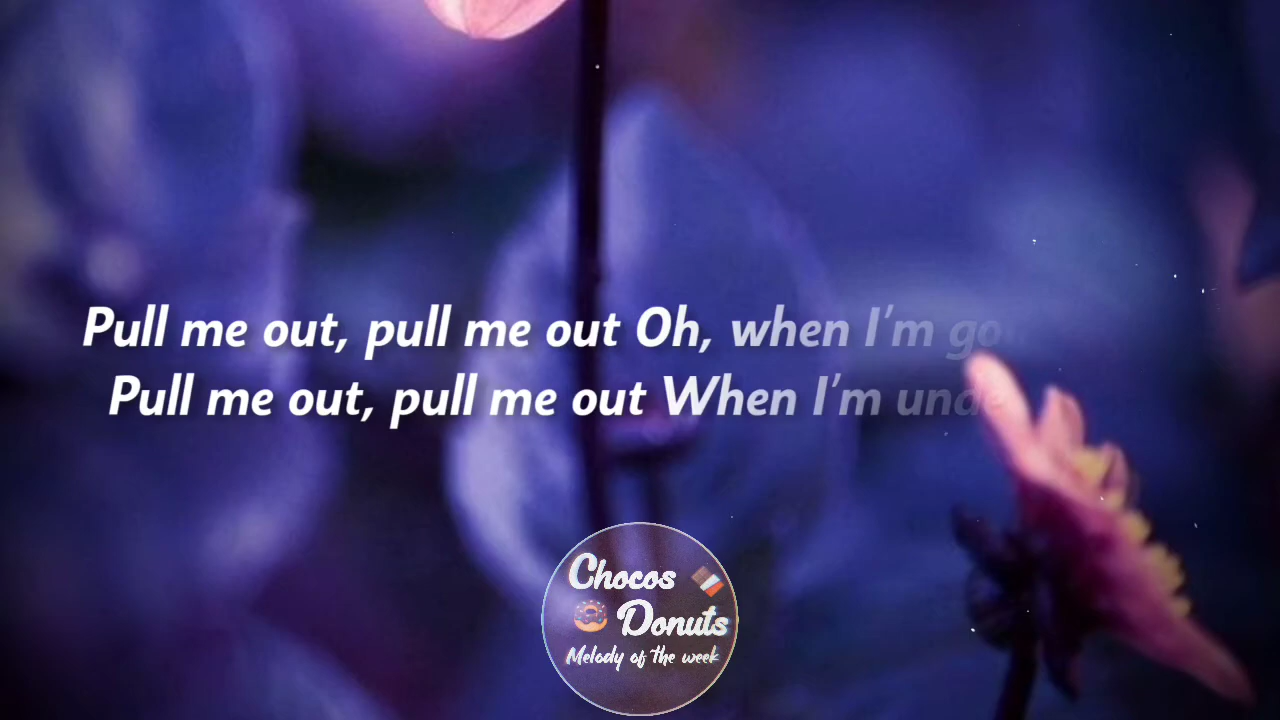 Pull me out, pull me out Oh, when I'm
Pull me out, pull me out When I'm
Chocos
Donuts
Melody of the week